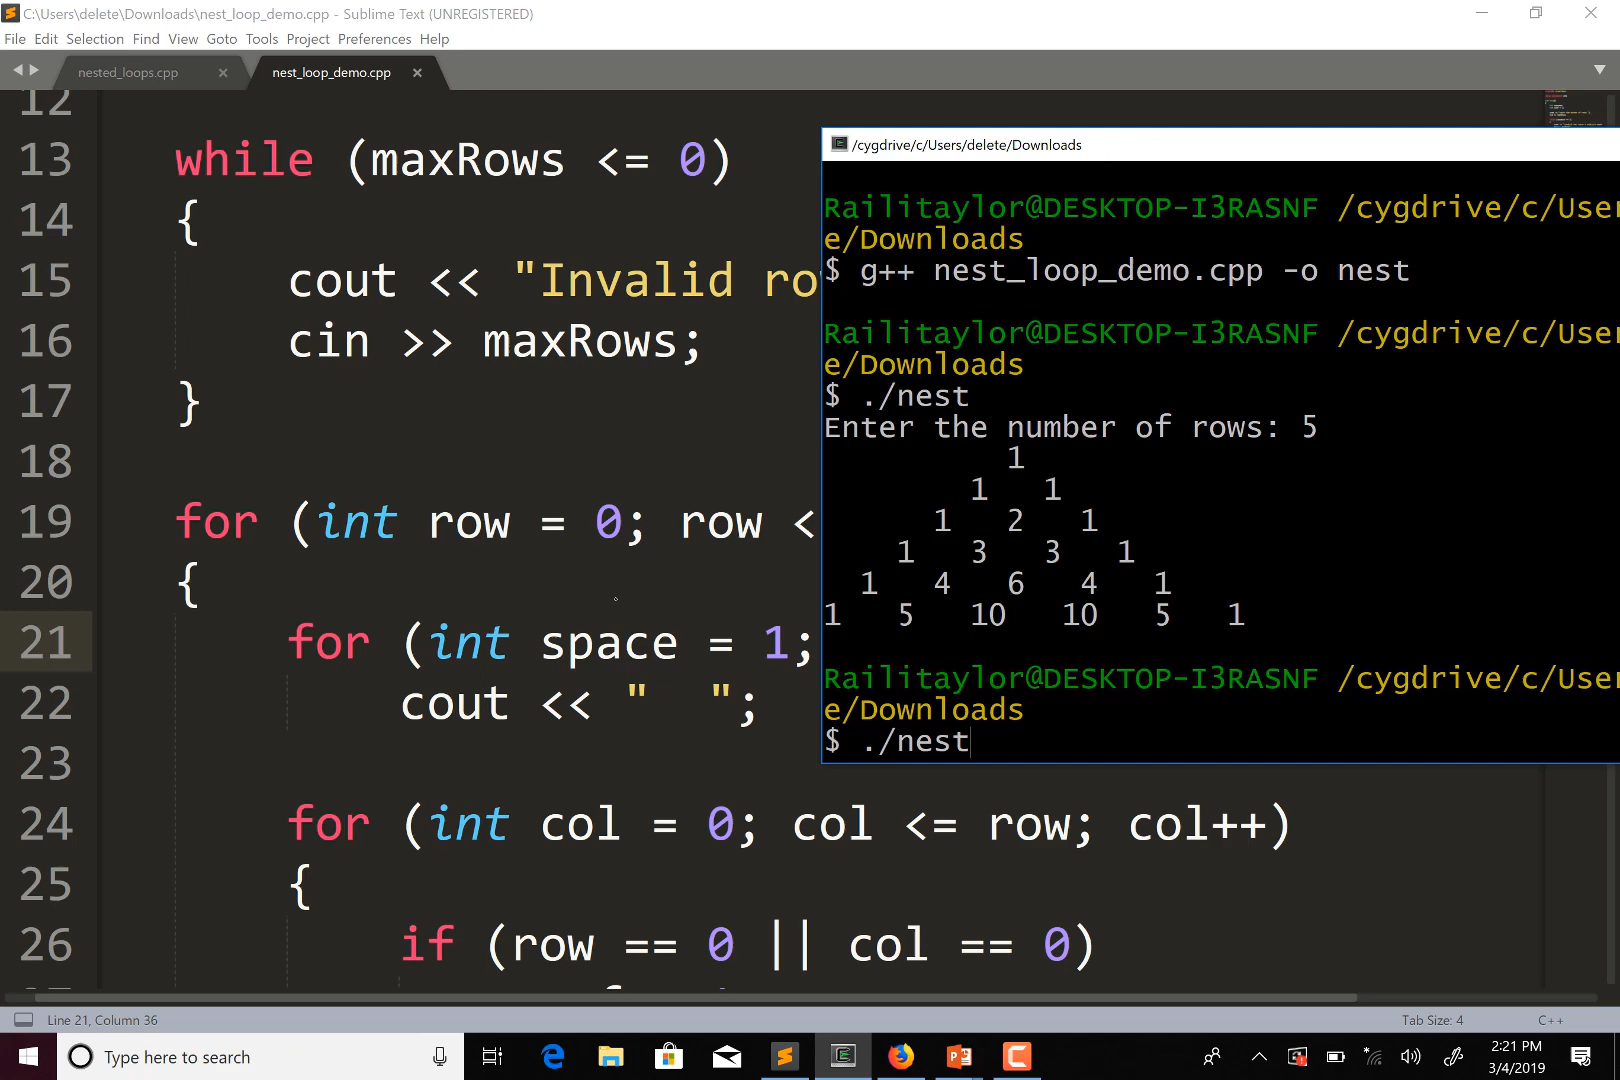 C:\Users\delete\Downloads\nest_loop_demo.cpp - Sublime Text (UNREGISTERED)
File Edit Selection Find View Goto Tools Project Preferences Help
nested_loops.cpp nest_loop_demo.cpp
12
13 while (maxRows <= 0)
14 {
15 cout << "Invalid ro
16 cin >> maxRows;
17 }
18
19 for (int row = 0; row <
20 {
21 for (int space = 1;
22 cout << "  ";
23
24 for (int col = 0; col <= row; col++)
25 {
26 if (row == 0 || col == 0)
/cygdrive/c/Users/delete/Downloads
Railitaylor@DESKTOP-I3RASNF /cygdrive/c/User
e/Downloads
$ g++ nest_loop_demo.cpp -o nest
Railitaylor@DESKTOP-I3RASNF /cygdrive/c/User
e/Downloads
$ ./nest
Enter the number of rows: 5
1
1 1
1 2 1
1 3 3 1
1 4 6 4 1
1 5 10 10 5 1
Railitaylor@DESKTOP-I3RASNF /cygdrive/c/User
e/Downloads
$ ./nest
Line 21, Column 36 Tab Size: 4 C++
Type here to search
2:21 PM
3/4/2019